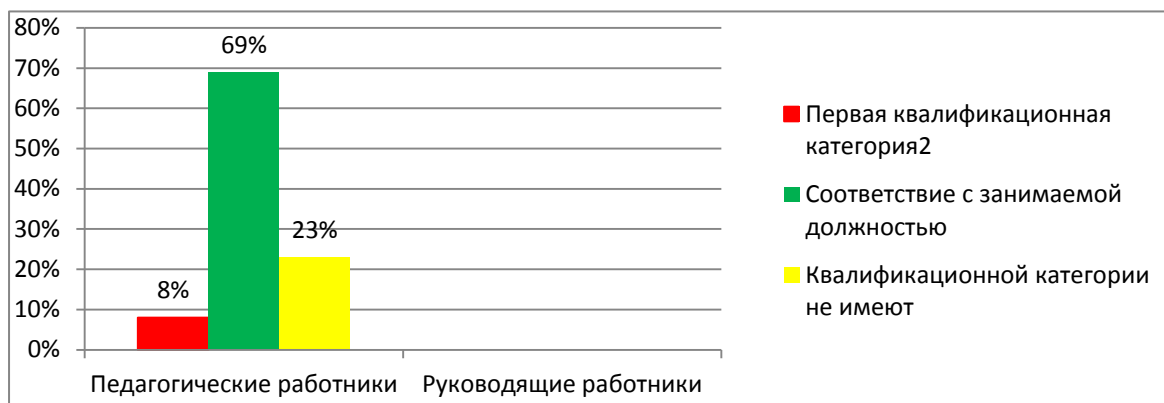 80%
70%
60%
50%
40%
30%
20%
10%
0%
69%
23%
8%
Педагогические работники
Руководящие работники
Первая квалификационная
категория2
Соответствие с занимаемой
должностью
Квалификационной категории
не имеют